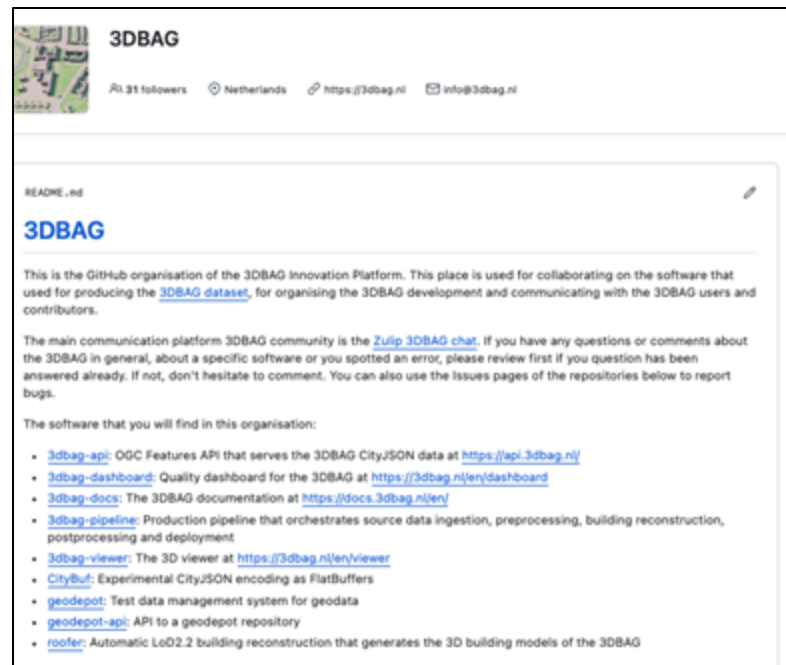 3DBAG
31 followers Netherlands https://3dbag.nl info@3dbag.nl
README.md
3DBAG
This is the GitHub organisation of the 3DBAG Innovation Platform. This place is used for collaborating on the software that
used for producing the 3DBAG dataset, for organising the 3DBAG development and communicating with the 3DBAG users and
contributors.
The main communication platform 3DBAG community is the Zulip 3DBAG chat. If you have any questions or comments about
the 3DBAG in general, about a specific software or you spotted an error, please review first if you question has been
answered already. If not, don't hesitate to comment. You can also use the Issues pages of the repositories below to report
bugs.
The software that you will find in this organisation:
• 3dbag-api: OGC Features API that serves the 3DBAG CityJSON data at https://api.3dbag.nl/
• 3dbag-dashboard: Quality dashboard for the 3DBAG at https://3dbag.nl/en/dashboard
• 3dbag-docs: The 3DBAG documentation at https://docs.3dbag.nl/en/
• 3dbag-pipeline: Production pipeline that orchestrates source data ingestion, preprocessing, building reconstruction,
postprocessing and deployment
• 3dbag-viewer: The 3D viewer at https://3dbag.nl/en/viewer
• CityBuf: Experimental CityJSON encoding as FlatBuffers
• geodepot: Test data management system for geodata
• geodepot-api: API to a geodepot repository
• roofer: Automatic LoD2.2 building reconstruction that generates the 3D building models of the 3DBAG